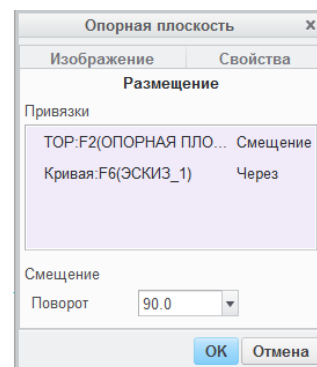 Опорная плоскость x
Изображение Свойства
Размещение
Привязки
TOP:F2(ОПОРНАЯ ПЛО... Смещение
Кривая:F6(ЭСКИЗ_1) Через
Смещение
Поворот 90.0
OK Отмена